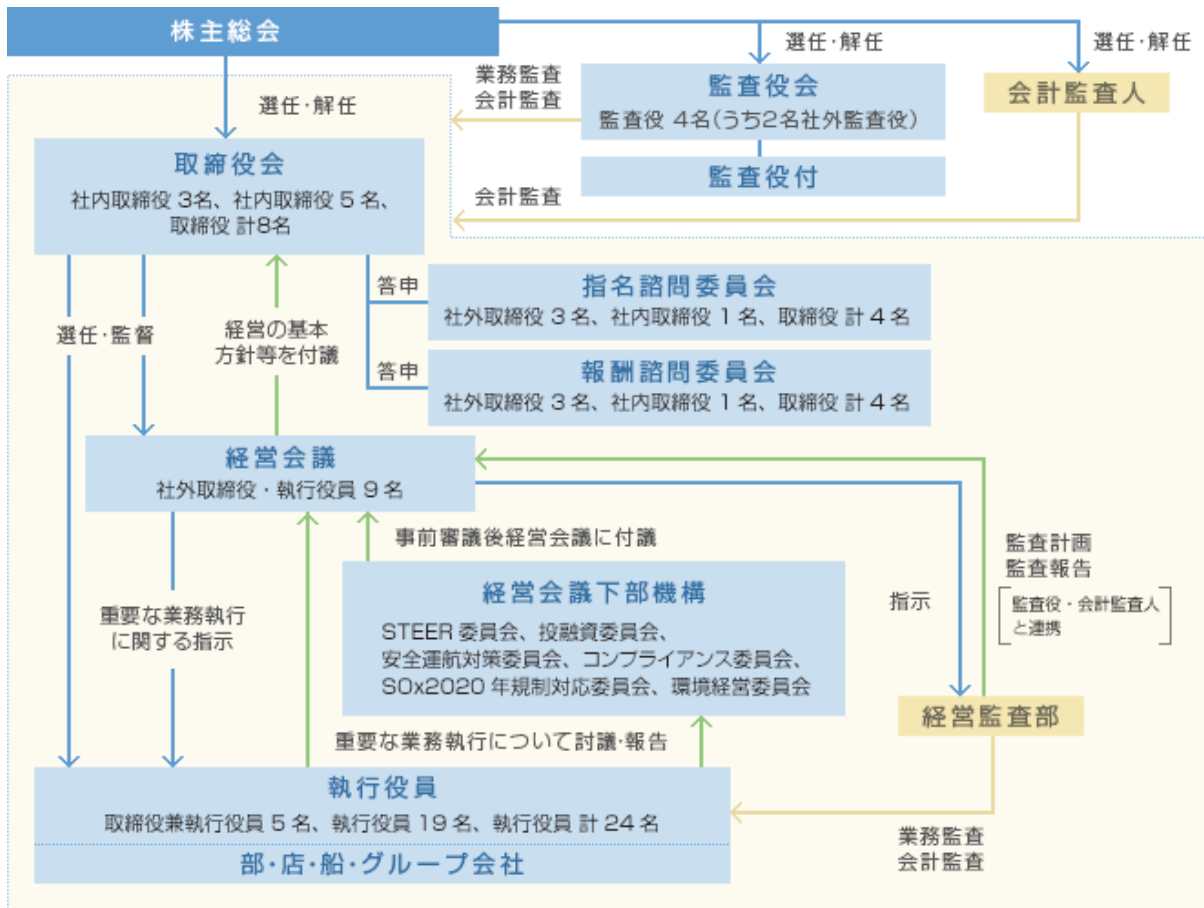 株主総会
選任・解任
選任・解任
選任・解任
業務監査
会計監査
監査役会
監査役 4名(うち2名社外監査役)
会計監査人
取締役会
社内取締役 3名、社内取締役 5 名、
取締役 計8名
監査役付
会計監査
答申
指名諮問委員会
社外取締役 3 名、社内取締役 1 名、取締役 計 4 名
選任・監督
経営の基本
方針等を付議
答申
報酬諮問委員会
社外取締役 3 名、社内取締役 1 名、取締役 計 4 名
経営会議
社外取締役・執行役員 9 名
事前審議後経営会議に付議
監査計画
監査報告
監査役・会計監査人
と連携
経営会議下部機構
STEER 委員会、投融資委員会、
安全運航対策委員会、コンプライアンス委員会、
SOx2020 年規制対応委員会、環境経営委員会
指示
重要な業務執行
に関する指示
経営監査部
重要な業務執行について討議・報告
執行役員
取締役兼執行役員 5 名、執行役員 19 名、執行役員 計 24 名
業務監査
会計監査
部・店・船・グループ会社